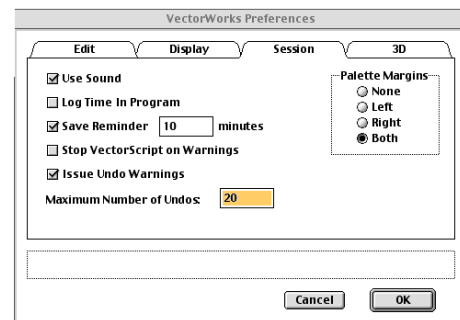 VectorWorks Preferences
Edit Display Session 3D
Use Sound
Log Time In Program
Save Reminder 10 minutes
Stop VectorScript on Warnings
Issue Undo Warnings
Maximum Number of Undos: 20
Palette Margins
None
Left
Right
Both
Cancel OK